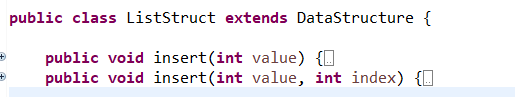 public class ListStruct extends DataStructure {
public void insert(int value) {
public void insert(int value, int index) {